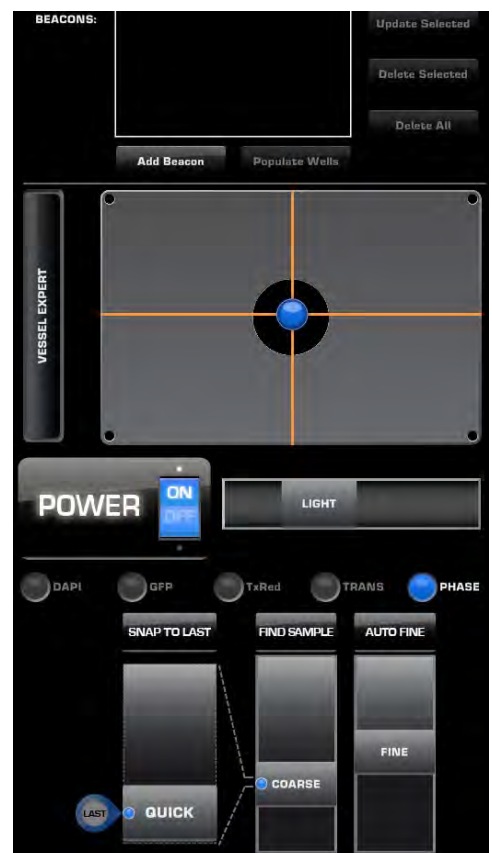 BEACONS:
Update Selected
Delete Selected
Delete All
Add Beacon
Populate Wells
VESSEL EXPERT
POWER
ON
OFF
LIGHT
DAPI
GFP
TxRed
TRANS
PHASE
SNAP TO LAST
FIND SAMPLE
AUTO FINE
FINE
COARSE
LAST
QUICK